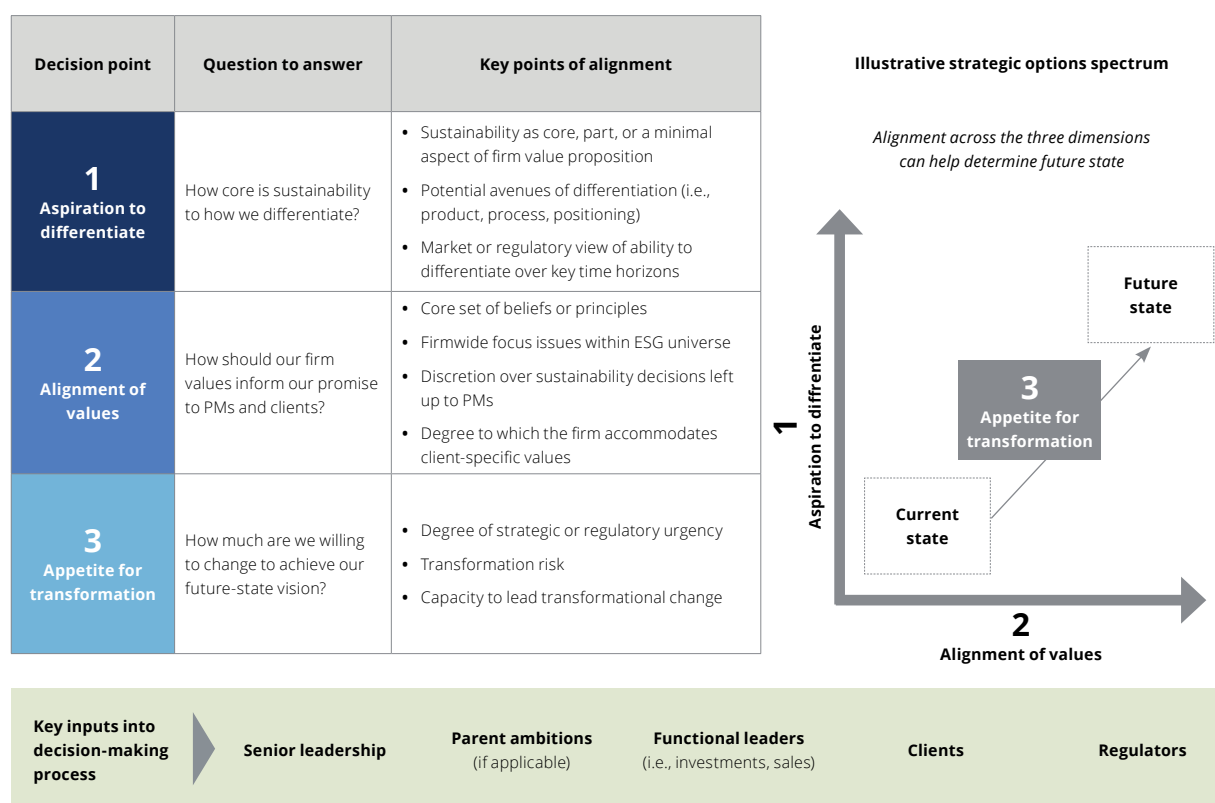 Decision point
Question to answer
Key points of alignment
1
Aspiration to
differentiate
How core is sustainability
to how we differentiate?
• Sustainability as core, part, or a minimal
aspect of firm value proposition
• Potential avenues of differentiation (i.e.,
product, process, positioning)
• Market or regulatory view of ability to
differentiate over key time horizons
2
Alignment of
values
How should our firm
values inform our promise
to PMs and clients?
• Core set of beliefs or principles
• Firmwide focus issues within ESG universe
• Discretion over sustainability decisions left
up to PMs
• Degree to which the firm accommodates
client-specific values
3
Appetite for
transformation
How much are we willing
to change to achieve our
future-state vision?
• Degree of strategic or regulatory urgency
• Transformation risk
• Capacity to lead transformational change
Illustrative strategic options spectrum
Alignment across the three dimensions
can help determine future state
1
Aspiration to diffrentiate
Future
state
3
Appetite for
transformation
Current
state
2
Alignment of values
Key inputs into
decision-making
process
Senior leadership
Parent ambitions
(if applicable)
Functional leaders
(i.e., investments, sales)
Clients
Regulators